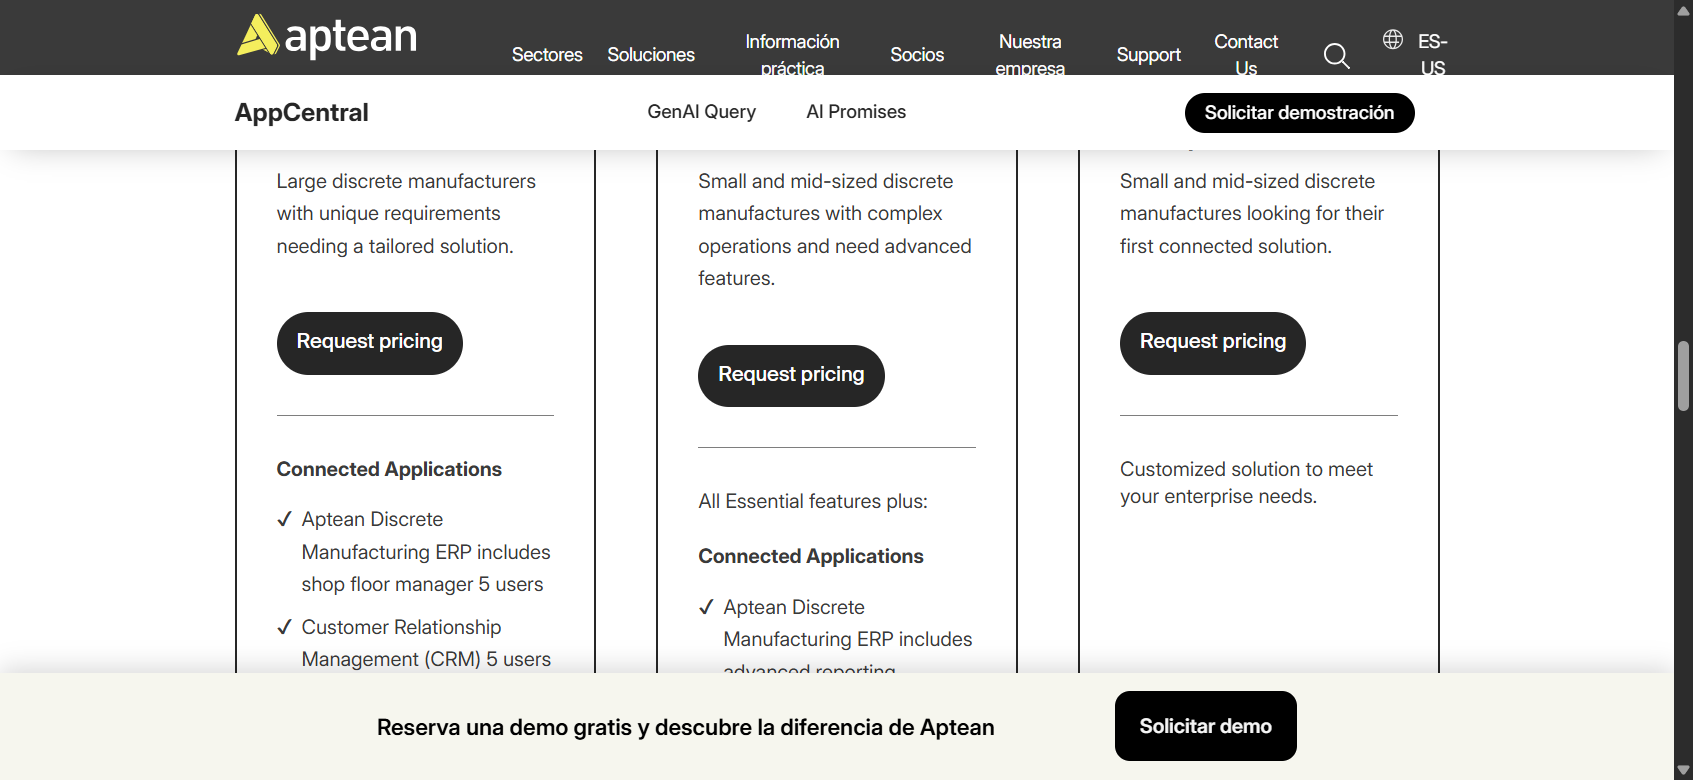 aptean
Sectores
Soluciones
Información
práctica
Socios
Nuestra
empresa
Support
Contact
Us
ES-
US
AppCentral
GenAI Query
AI Promises
Solicitar demostración
Large discrete manufacturers
with unique requirements
needing a tailored solution.
Request pricing
Connected Applications
✓ Aptean Discrete
Manufacturing ERP includes
shop floor manager 5 users
✓ Customer Relationship
Management (CRM) 5 users
Small and mid-sized discrete
manufactures with complex
operations and need advanced
features.
Request pricing
All Essential features plus:
Connected Applications
✓ Aptean Discrete
Manufacturing ERP includes
advanced reporting
Small and mid-sized discrete
manufactures looking for their
first connected solution.
Request pricing
Customized solution to meet
your enterprise needs.
Reserva una demo gratis y descubre la diferencia de Aptean
Solicitar demo